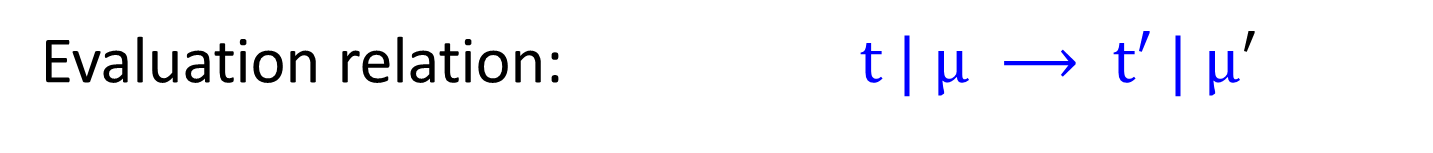 Evaluation relation: t | μ ⟶ t′ | μ′